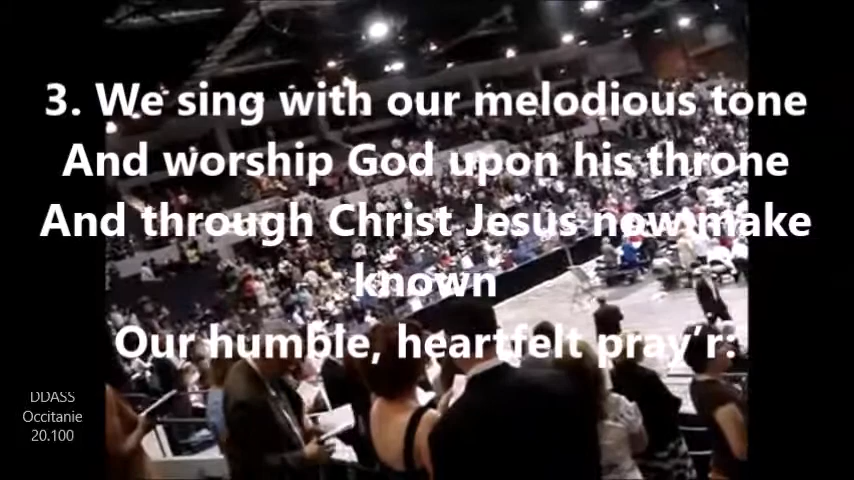 3. We sing with our melodious tone
And worship God upon his throne
And through Christ Jesus now make
known
Our humble, heartfelt pray’r:
DDASS
Occitanie
20.100